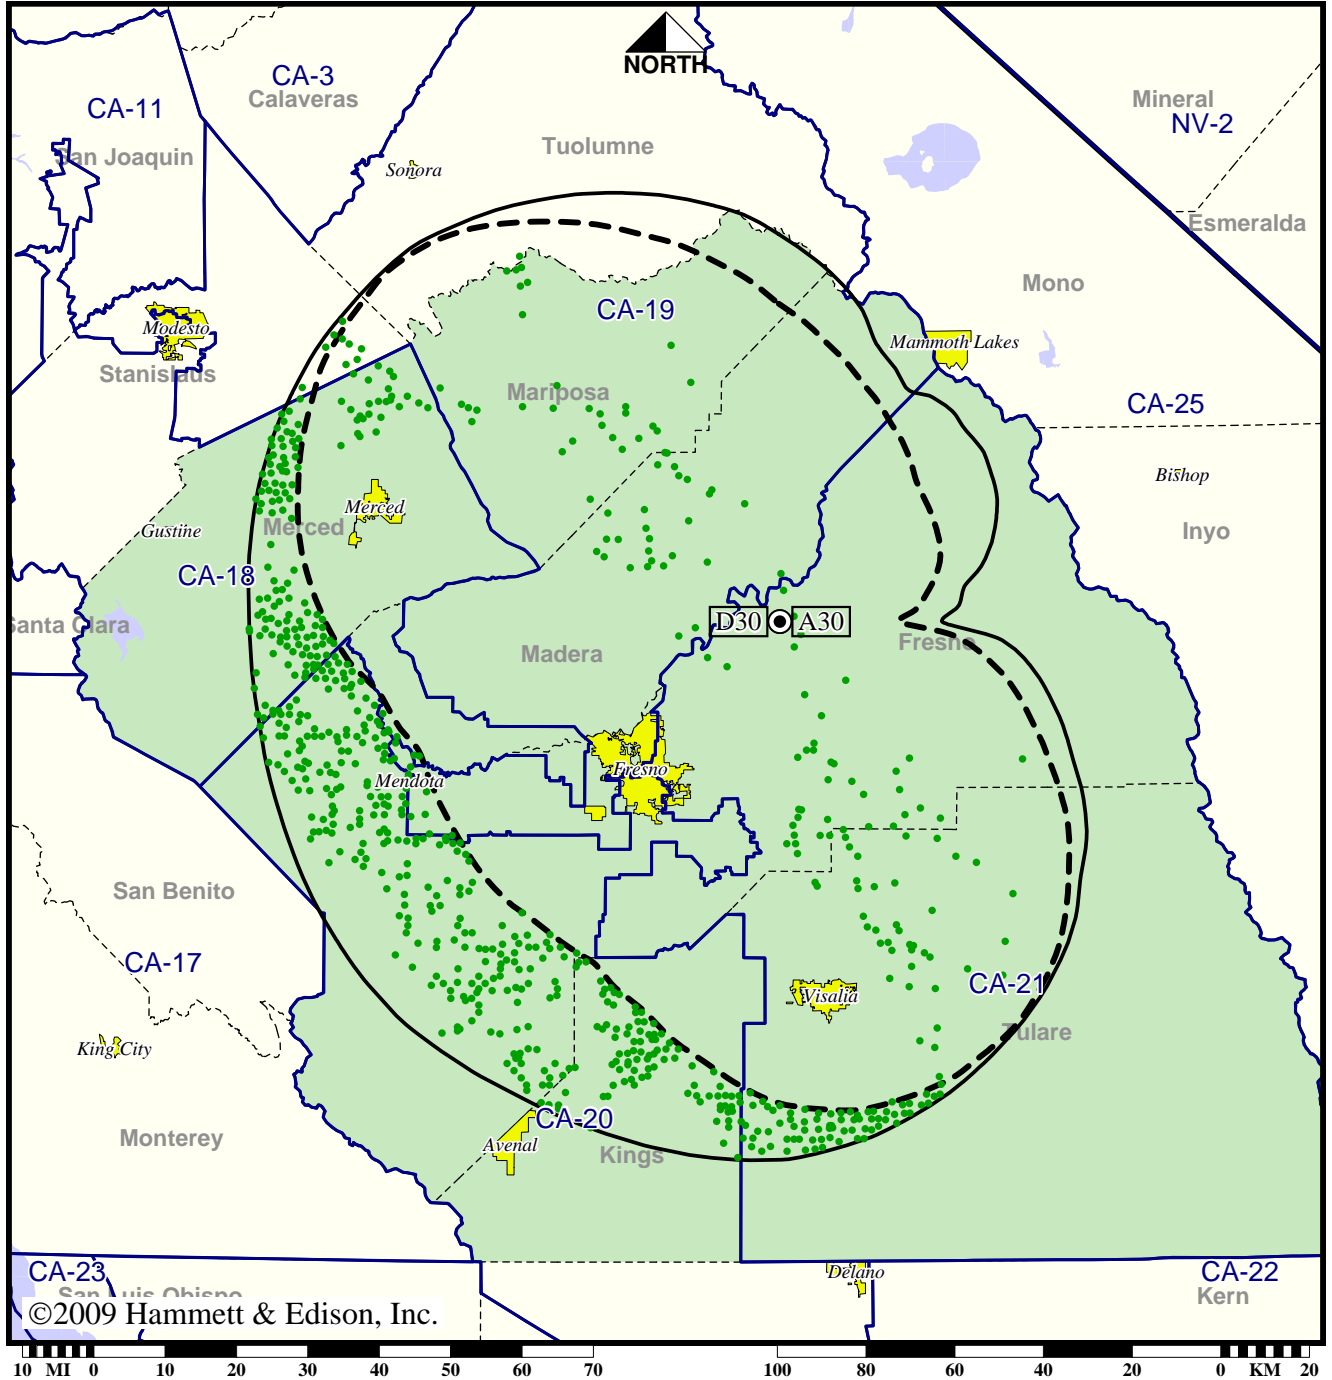 NORTH
CA-3
Calaveras
CA-11
San Joaquin
Mineral
NV-2
Tuolumne
Sonora
Esmeralda
Mono
CA-19
Modesto
Mammoth Lakes
Stanislaus
Mariposa
CA-25
Bishop
Merced
Merced
Gustine
Inyo
CA-18
Santa Clara
D30
A30
Fresno
Madera
Fresno
Mendota
San Benito
CA-17
CA-21
Visalia
Tulare
King City
CA-20
Avenal
Monterey
Kings
CA-23
Delano
CA-22
San Luis Obispo
Kern
©2009 Hammett & Edison, Inc.
10 MI 0 10 20 30 40 50 60 70 100 80 60 40 20 0 KM 20